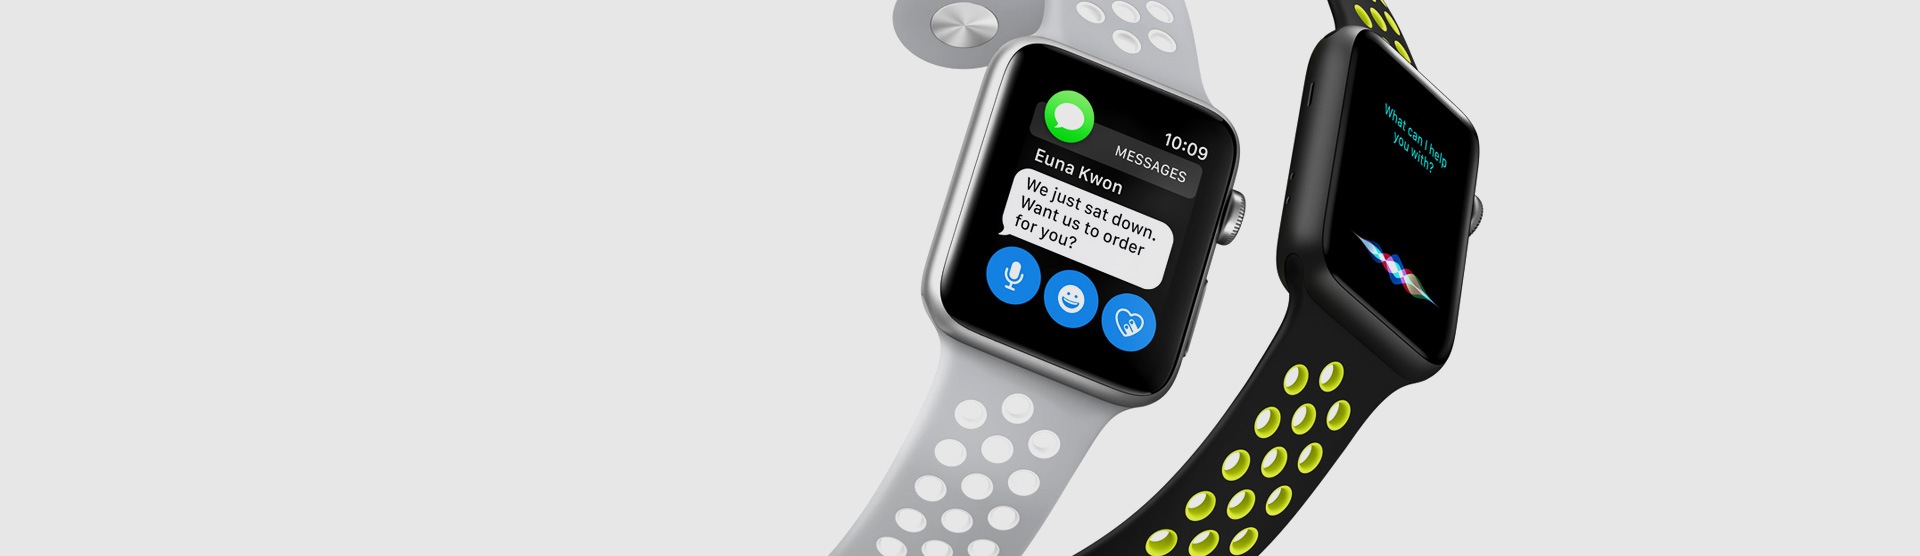 10:09
MESSAGES
Euna Kwon
We just sat down.
Want us to order
for you?
What can I help
you with?